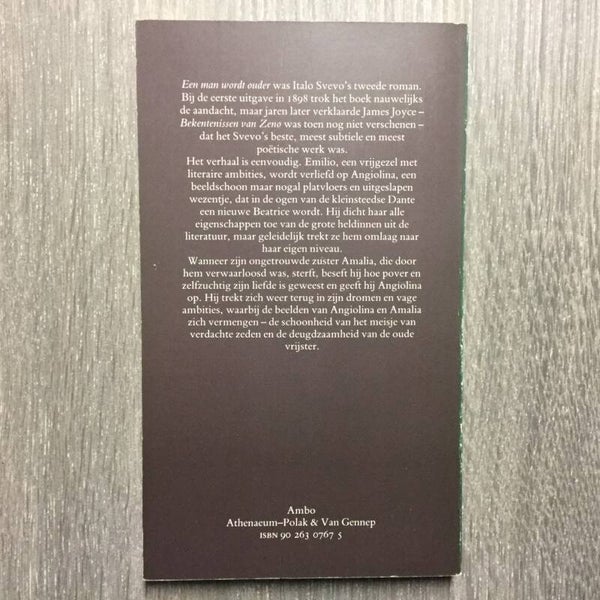 Een man wordt ouder was Italo Svevo's tweede roman.
Bij de eerste uitgave in 1898 trok het boek nauwelijks
de aandacht, maar jaren later verklaarde James Joyce –
Bekentenissen van Zeno was toen nog niet verschenen –
dat het Svevo's beste, meest subtiele en meest
poëtische werk was.
Het verhaal is eenvoudig. Emilio, een vrijgezel met
literaire ambities, wordt verliefd op Angiolina, een
beeldschoon maar nogal platvloers en uitgeslapen
wezentje, dat in de ogen van de kleinsteedse Dante
een nieuwe Beatrice wordt. Hij dicht haar alle
eigenschappen toe van de grote heldinnen uit de
literatuur, maar geleidelijk trekt ze hem omlaag naar
haar eigen niveau.
Wanneer zijn ongetrouwde zuster Amalia, die door
hem verwaarloosd was, sterft, beseft hij hoe pover en
zelfzuchtig zijn liefde is geweest en geeft hij Angiolina
op. Hij trekt zich weer terug in zijn dromen en vage
ambities, waarbij de beelden van Angiolina en Amalia
zich vermengen – de schoonheid van het meisje van
verdachte zeden en de deugdzaamheid van de oude
vrijster.
Ambo
Athenaeum–Polak & Van Gennep
ISBN 90 263 0767 5